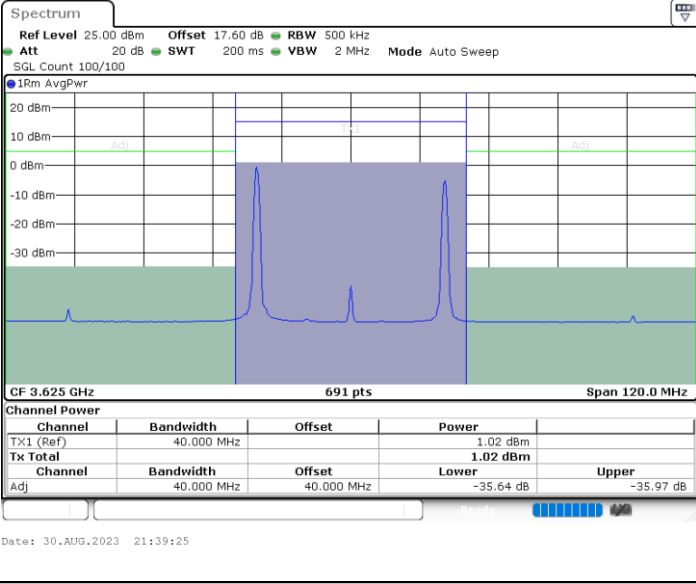 Spectrum
Ref Level 25.00 dBm Offset 17.60 dB RBW 500 kHz
Att 20 dB SWT 200 ms VBW 2 MHz Mode Auto Sweep
SGL Count 100/100
1Rm AvgPwr
20 dBm
TX1
10 dBm
Adj Adj
0 dBm
-10 dBm
-20 dBm
-30 dBm
CF 3.625 GHz 691 pts Span 120.0 MHz
Channel Power
Channel Bandwidth Offset Power
TX1 (Ref) 40.000 MHz 1.02 dBm
Tx Total 1.02 dBm
Channel Bandwidth Offset Lower Upper
Adj 40.000 MHz 40.000 MHz -35.64 dB -35.97 dB
Ready
Date: 30.AUG.2023 21:39:25